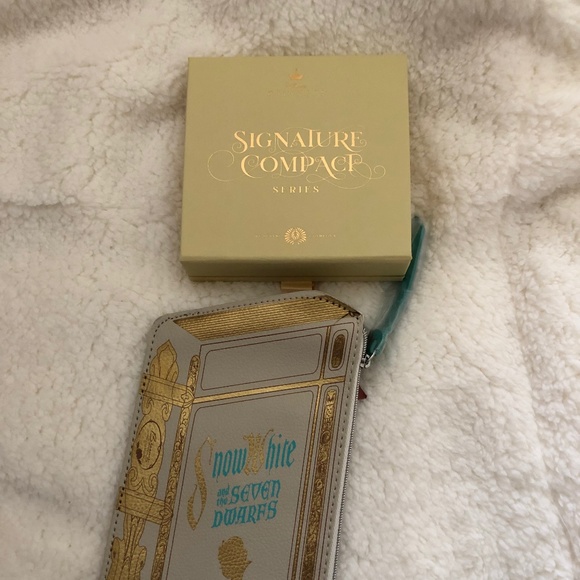 SIGNATURE
COMPACT
SERIES
Snow White
and the SEVEN
DWARFS